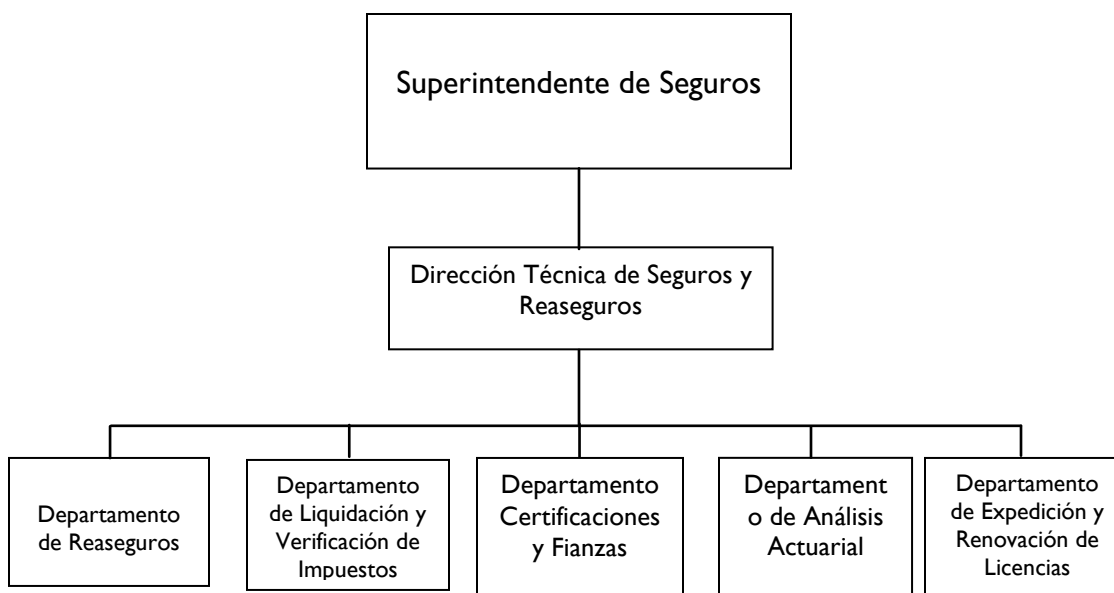 Superintendente de Seguros
Dirección Técnica de Seguros y
Reaseguros
Departamento
de Reaseguros
Departamento
de Liquidación y
Verificación de
Impuestos
Departamento
Certificaciones
y Fianzas
Departament
o de Análisis
Actuarial
Departamento
de Expedición y
Renovación de
Licencias